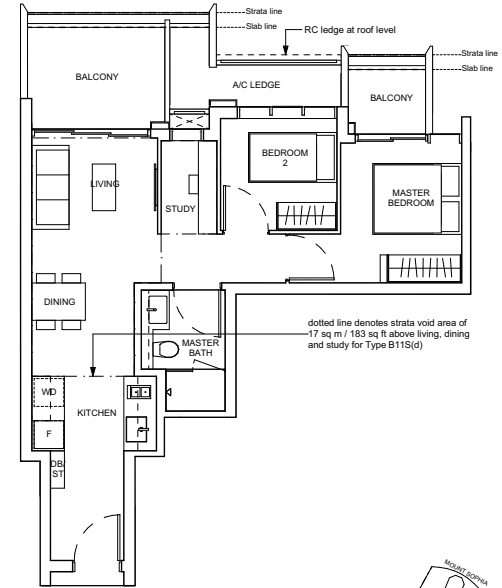 Strata line
Slab line
RC ledge at roof level
Strata line
Slab line
BALCONY
A/C LEDGE
BALCONY
BEDROOM
2
LIVING
STUDY
MASTER
BEDROOM
DINING
dotted line denotes strata void area of
17 sq m / 183 sq ft above living, dining
and study for Type B11S(d)
MASTER
BATH
WD
KITCHEN
F
DB/
ST
MOUNT SOPHIA